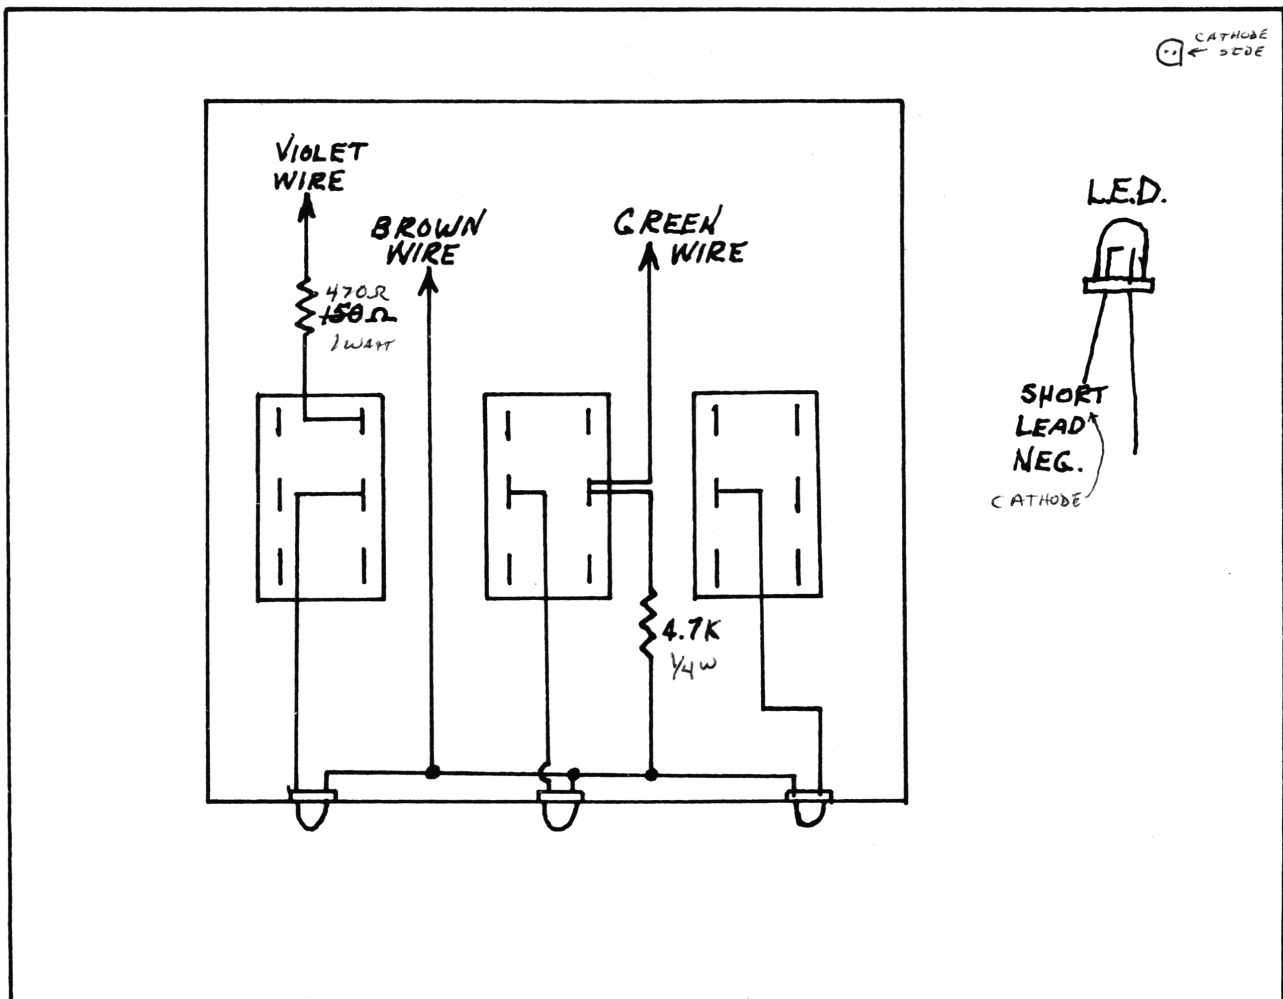 CATHODE
SIDE
VIOLET
WIRE
BROWN
WIRE
GREEN
WIRE
470Ω
150Ω
1 WATT
4.7K
1/4 W
L.E.D.
SHORT
LEAD
NEG.
CATHODE